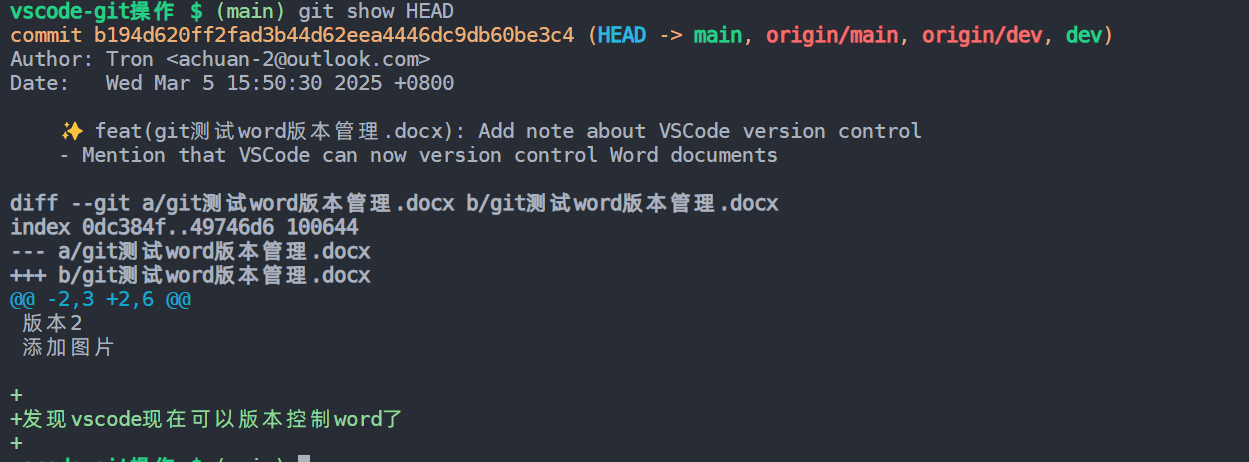 vscode-git操作 $ (main) git show HEAD
commit b194d620ff2fad3b44d62eea4446dc9db60be3c4 (HEAD -> main, origin/main, origin/dev, dev)
Author: Tron <achuan-2@outlook.com>
Date:   Wed Mar 5 15:50:30 2025 +0800
✨ feat(git测试word版本管理.docx): Add note about VSCode version control
- Mention that VSCode can now version control Word documents
diff --git a/git测试word版本管理.docx b/git测试word版本管理.docx
index 0dc384f..49746d6 100644
--- a/git测试word版本管理.docx
+++ b/git测试word版本管理.docx
@@ -2,3 +2,6 @@
版本2
添加图片
+
+发现vscode现在可以版本控制word了
+
vscode-git操作 $ (main)